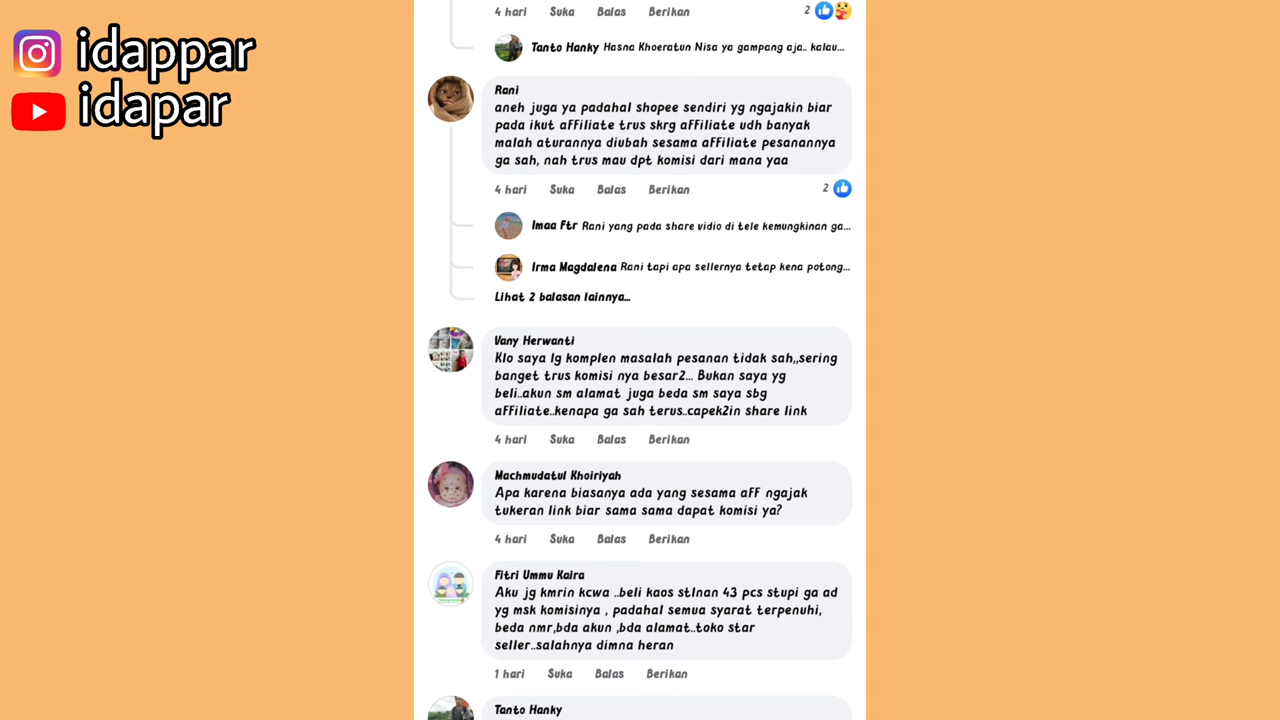 idappar
idapar
4 hari Suka Balas Berikan 2
Tanto Hanky Hasna Khoeratun Nisa ya gampang aja.. kalau...
Rani
aneh juga ya padahal shopee sendiri yg ngajakin biar
pada ikut affiliate trus skrg affiliate udh banyak
malah aturannya diubah sesama affiliate pesanannya
ga sah, nah trus mau dpt komisi dari mana yaa
4 hari Suka Balas Berikan 2
Imaa Ftr Rani yang pada share vidio di tele kemungkinan ga...
Irma Magdalena Rani tapi apa sellernya tetap kena potong...
Lihat 2 balasan lainnya...
Vany Herwanti
Klo saya lg komplen masalah pesanan tidak sah,,sering
banget trus komisi nya besar2... Bukan saya yg
beli..akun sm alamat juga beda sm saya sbg
affiliate..kenapa ga sah terus..capek2in share link
4 hari Suka Balas Berikan
Machmudatul Khoiriyah
Apa karena biasanya ada yang sesama aff ngajak
tukeran link biar sama sama dapat komisi ya?
4 hari Suka Balas Berikan
Fitri Ummu Kaira
Aku jg kmrin kcwa ..beli kaos stlnan 43 pcs stupi ga ad
yg msk komisinya , padahal semua syarat terpenuhi,
beda nmr,bda akun ,bda alamat..toko star
seller..salahnya dimna heran
1 hari Suka Balas Berikan
Tanto Hanky